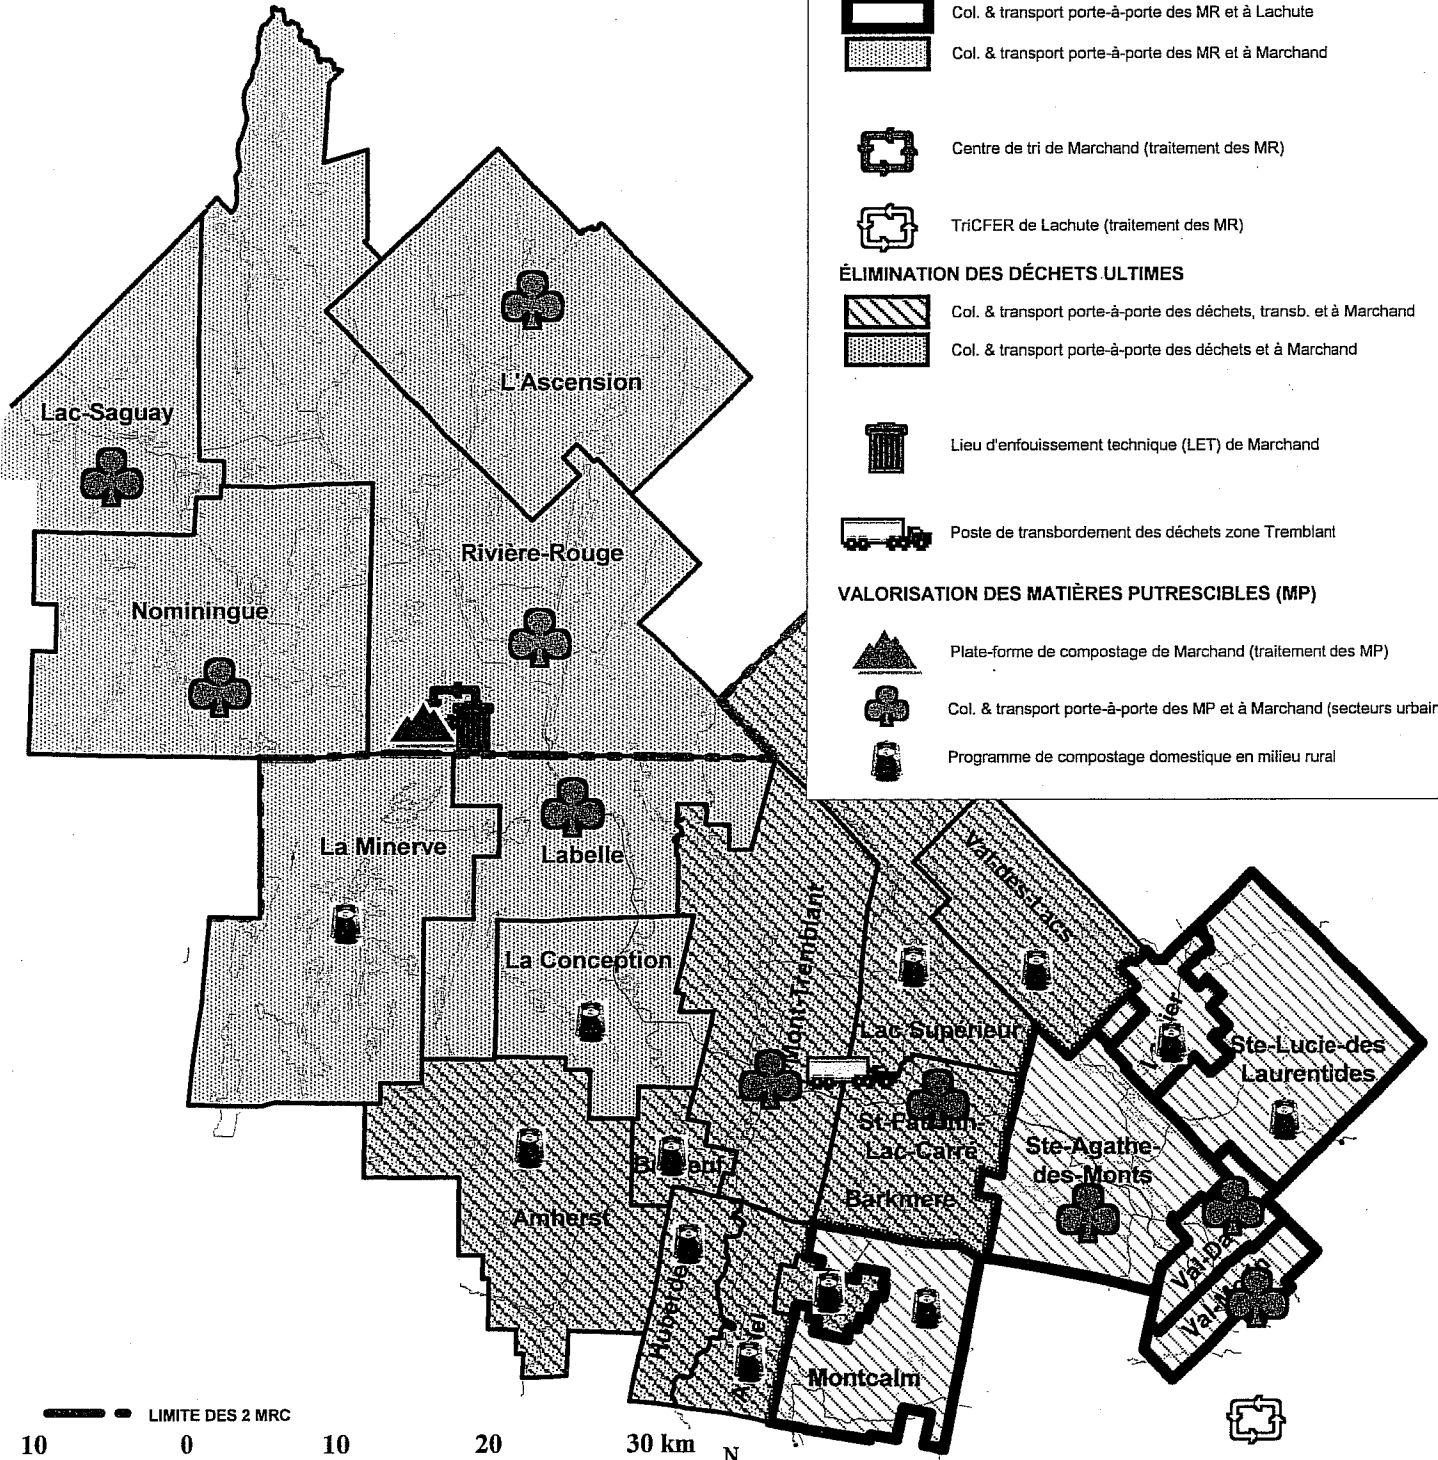 Col. & transport porte-à-porte des MR et à Lachute
Col. & transport porte-à-porte des MR et à Marchand
Centre de tri de Marchand (traitement des MR)
TriCFER de Lachute (traitement des MR)
ÉLIMINATION DES DÉCHETS ULTIMES
Col. & transport porte-à-porte des déchets, transb. et à Marchand
Col. & transport porte-à-porte des déchets et à Marchand
Lieu d'enfouissement technique (LET) de Marchand
Poste de transbordement des déchets zone Tremblant
VALORISATION DES MATIÈRES PUTRESCIBLES (MP)
Plate-forme de compostage de Marchand (traitement des MP)
Col. & transport porte-à-porte des MP et à Marchand (secteurs urbain
Programme de compostage domestique en milieu rural
L'Ascension
Lac-Saguay
Rivière-Rouge
Nominingue
La Minerve
Labelle
Val-des-Lacs
Mont-Tremblant
La Conception
Lac Supérieur
Ste-Lucie-des
Laurentides
Lac-Carré
Ste-Agathe-
des-Monts
Barkmere
Amherst
Montcalm
LIMITE DES 2 MRC
10 0 10 20 30 km
N